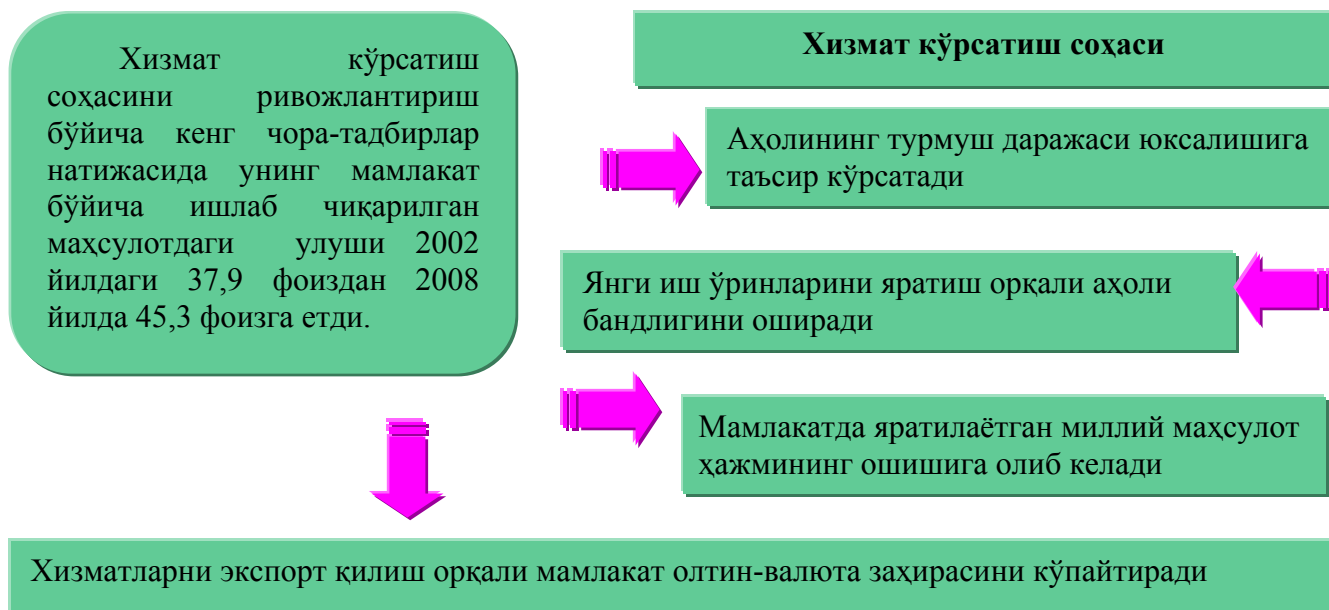 Хизмат кўрсатиш
соҳасини ривожлантириш
бўйича кенг чора-тадбирлар
натижасида унинг мамлакат
бўйича ишлаб чиқарилган
маҳсулотдаги улуши 2002
йилдаги 37,9 фоиздан 2008
йилда 45,3 фоизга етди.
Хизмат кўрсатиш соҳаси
Аҳолининг турмуш даражаси юксалишига
таъсир кўрсатади
Янги иш ўринларини яратиш орқали аҳоли
бандлигини оширади
Мамлакатда яратилаётган миллий маҳсулот
ҳажмининг ошишига олиб келади
Хизматларни экспорт қилиш орқали мамлакат олтин-валюта заҳирасини кўпайтиради